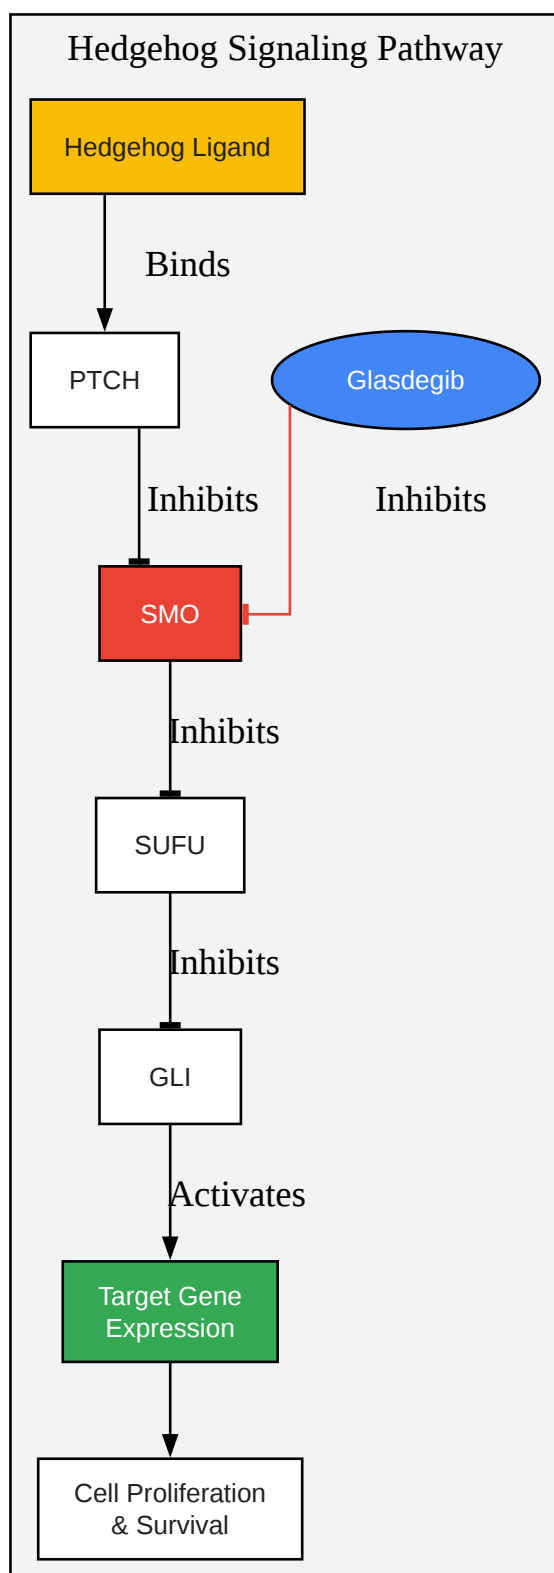 Hedgehog Signaling Pathway
Hedgehog Ligand
Binds
PTCH
Glasdegib
Inhibits
Inhibits
SMO
Inhibits
SUFU
Inhibits
GLI
Activates
Target Gene
Expression
Cell Proliferation
& Survival